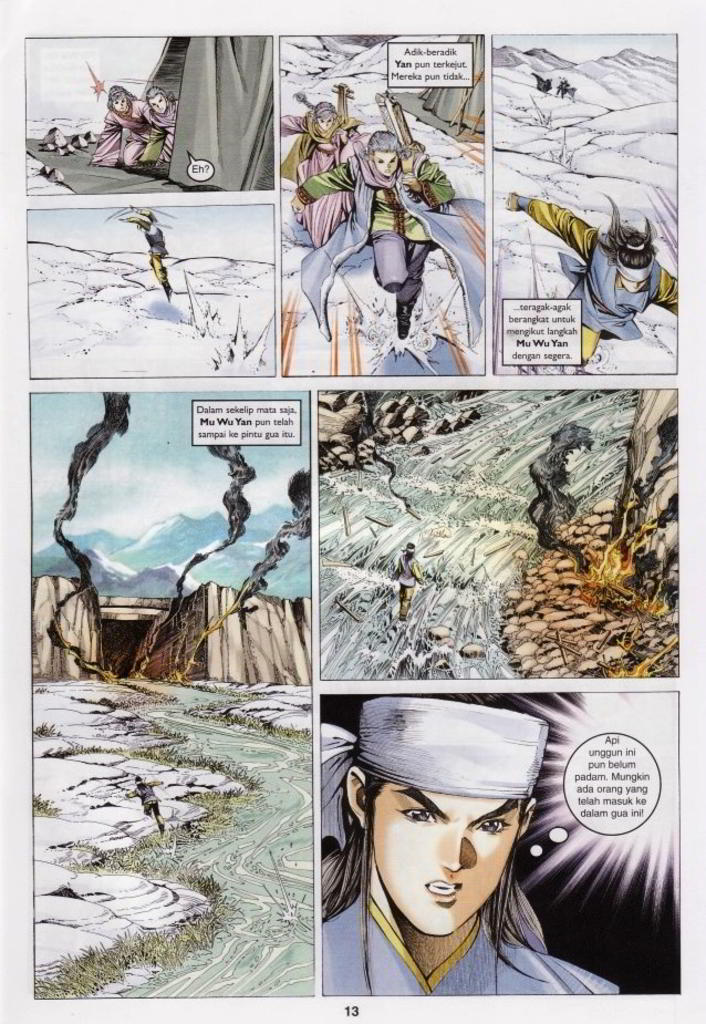 Eh?
Adik-beradik
Yan pun terkejut.
Mereka pun tidak...
...teragak-agak
berangkat untuk
mengikut langkah
Mu Wu Yan
dengan segera.
Dalam sekelip mata saja,
Mu Wu Yan pun telah
sampai ke pintu gua itu.
Api
unggun ini
pun belum
padam. Mungkin
ada orang yang
telah masuk ke
dalam gua ini!
13